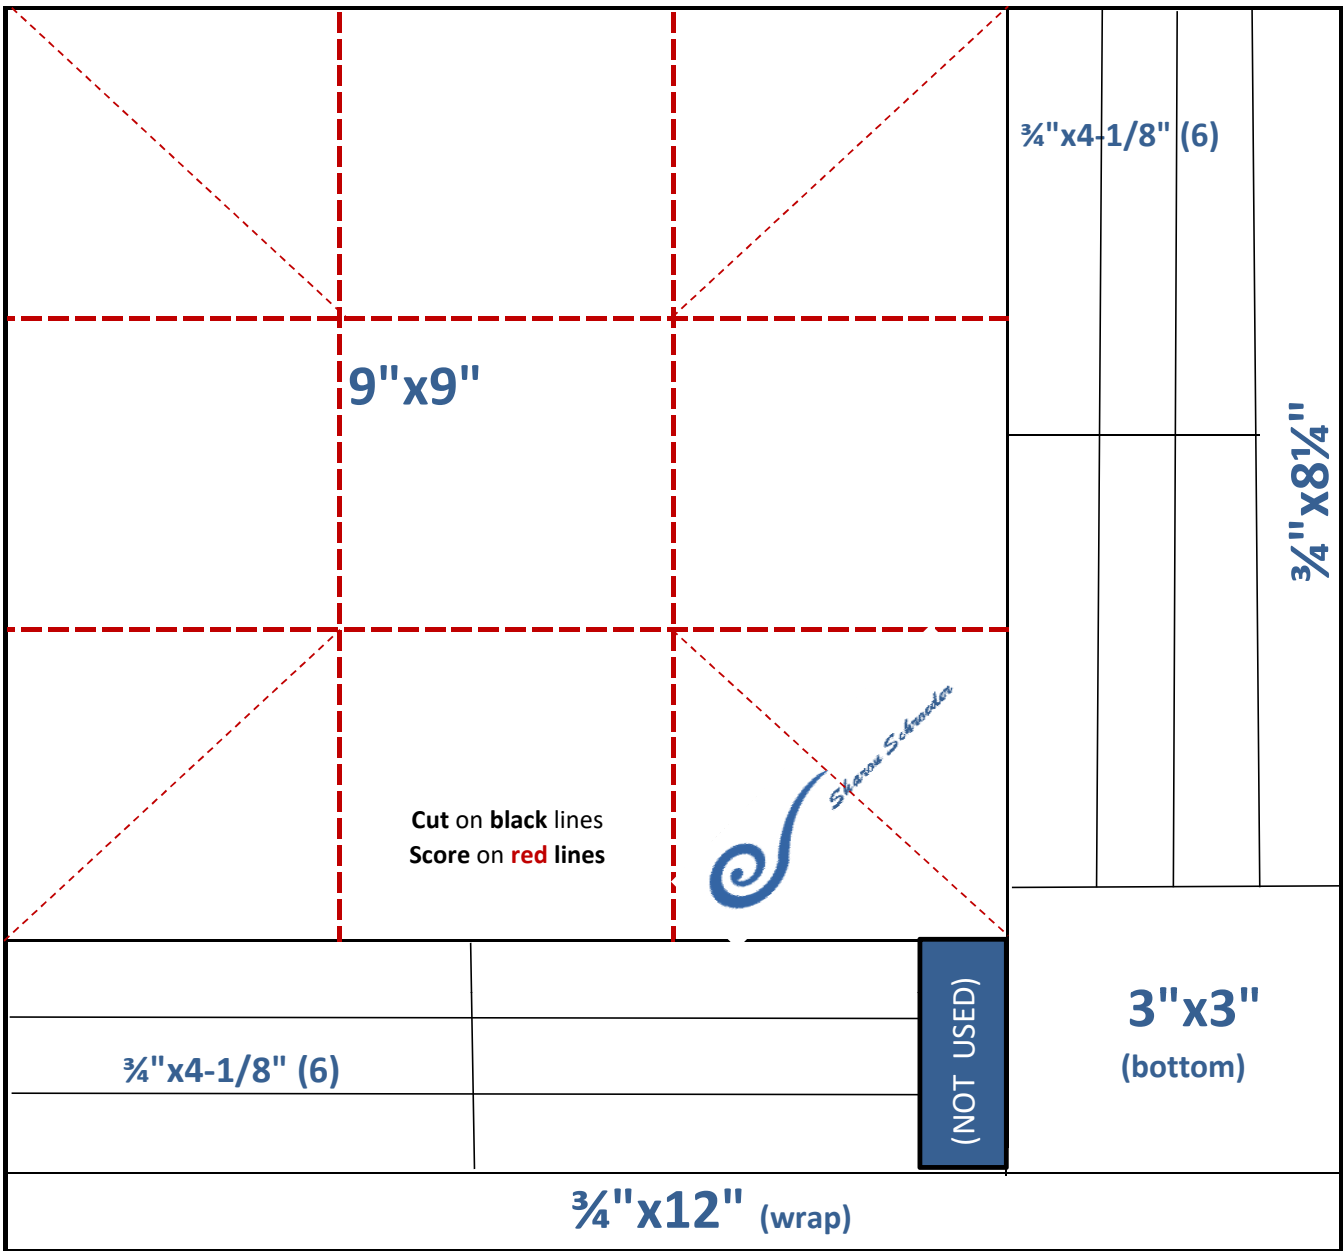 ¾"x4-1/8" (6)
9"x9"
¾"x8¼"
Sharon Schroeder
Cut on black lines
Score on red lines
¾"x4-1/8" (6)
(NOT USED)
3"x3"
(bottom)
¾"x12" (wrap)